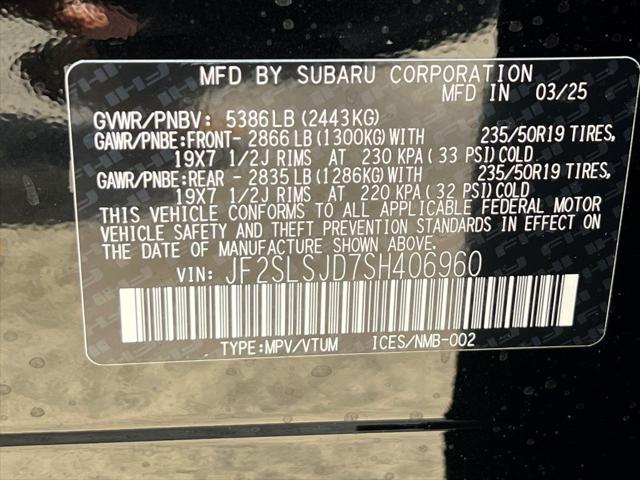 MFD BY SUBARU CORPORATION
MFD IN 03/25
GVWR/PNBV: 5386LB(2443KG)
GAWR/PNBE:FRONT- 2866LB(1300KG)WITH 235/50R19 TIRES,
19X7 1/2J RIMS AT 230 KPA( 33 PSI)COLD
GAWR/PNBE:REAR - 2835LB(1286KG)WITH 235/50R19 TIRES,
19X7 1/2J RIMS AT 220 KPA( 32 PSI)COLD
THIS VEHICLE CONFORMS TO ALL APPLICABLE FEDERAL MOTOR
VEHICLE SAFETY AND THEFT PREVENTION STANDARDS IN EFFECT ON
THE DATE OF MANUFACTURE SHOWN ABOVE.
VIN: JF2SLSJD7SH406960
TYPE:MPV/VTUM ICES/NMB-002